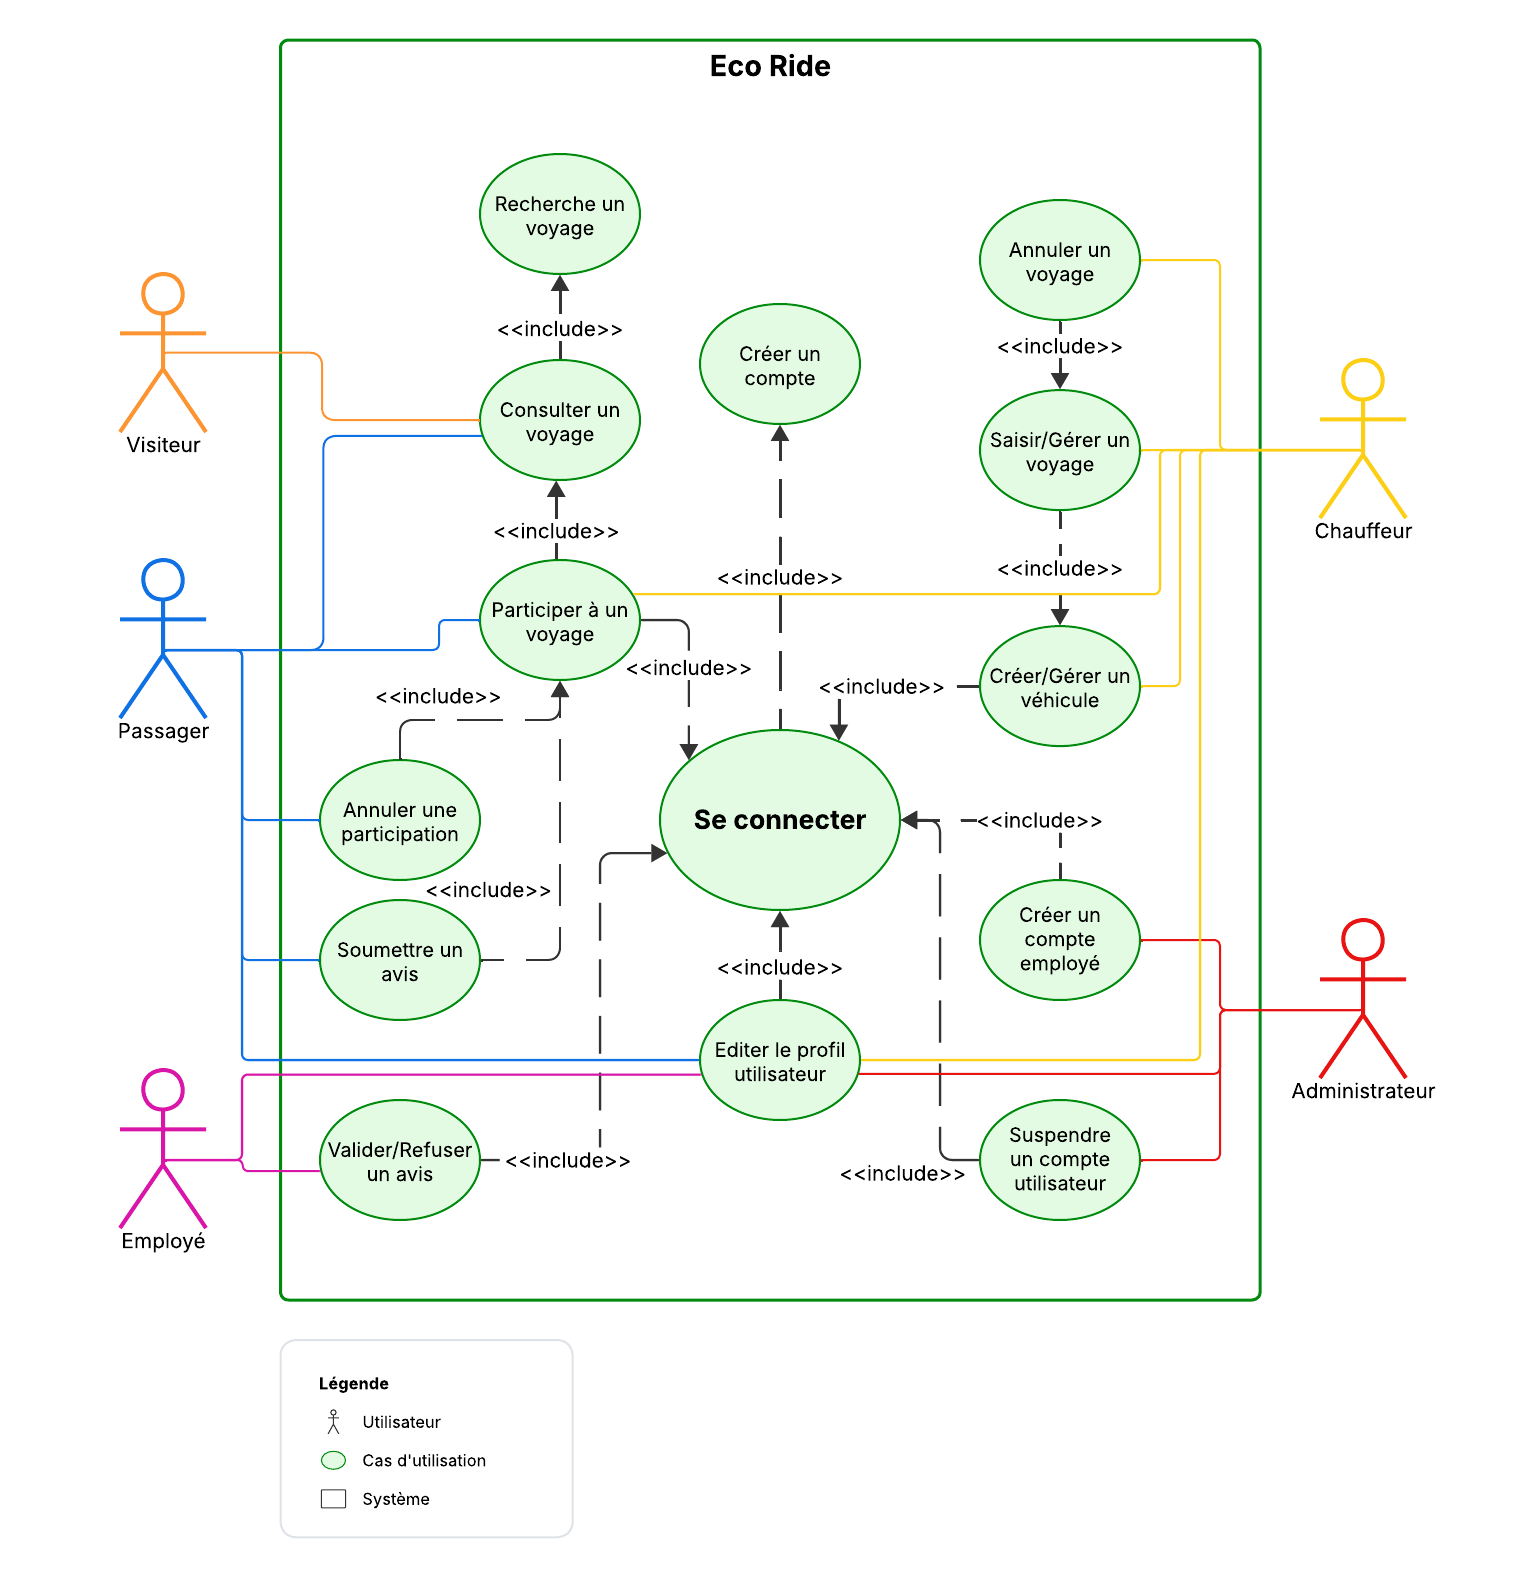 Eco Ride
Recherche un
voyage
Annuler un
voyage
<<include>>
<<include>>
Créer un
compte
Consulter un
voyage
Saisir/Gérer un
voyage
Visiteur
Chauffeur
<<include>>
<<include>>
<<include>>
Participer à un
voyage
<<include>>
Créer/Gérer un
véhicule
<<include>>
<<include>>
Passager
Annuler une
participation
Se connecter
<<include>>
<<include>>
Créer un
compte
employé
Soumettre un
avis
<<include>>
Editer le profil
utilisateur
Administrateur
Valider/Refuser
un avis
<<include>>
Suspendre
un compte
utilisateur
<<include>>
Employé
Légende
Utilisateur
Cas d'utilisation
Système